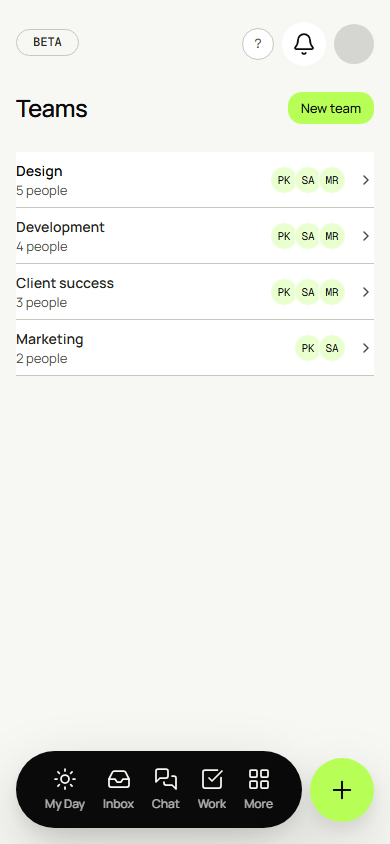 BETA
?
Teams
New team
Design
5 people
PK SA MR
Development
4 people
PK SA MR
Client success
3 people
PK SA MR
Marketing
2 people
PK SA
My Day Inbox Chat Work More